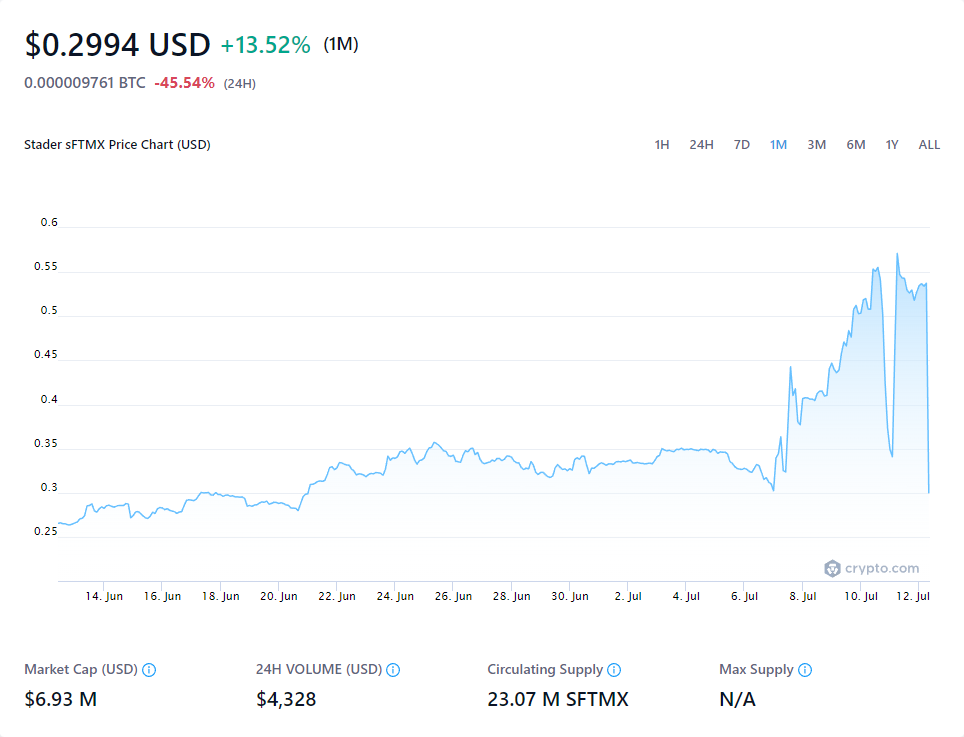 $0.2994 USD +13.52% (1M)
0.000009761 BTC -45.54% (24H)
Stader sFTMX Price Chart (USD) 1H 24H 7D 1M 3M 6M 1Y ALL
0.6
0.55
0.5
0.45
0.4
0.35
0.3
0.25
crypto.com
14. Jun 16. Jun 18. Jun 20. Jun 22. Jun 24. Jun 26. Jun 28. Jun 30. Jun 2. Jul 4. Jul 6. Jul 8. Jul 10. Jul 12. Jul
Market Cap (USD) 24H VOLUME (USD) Circulating Supply Max Supply
$6.93 M $4,328 23.07 M SFTMX N/A